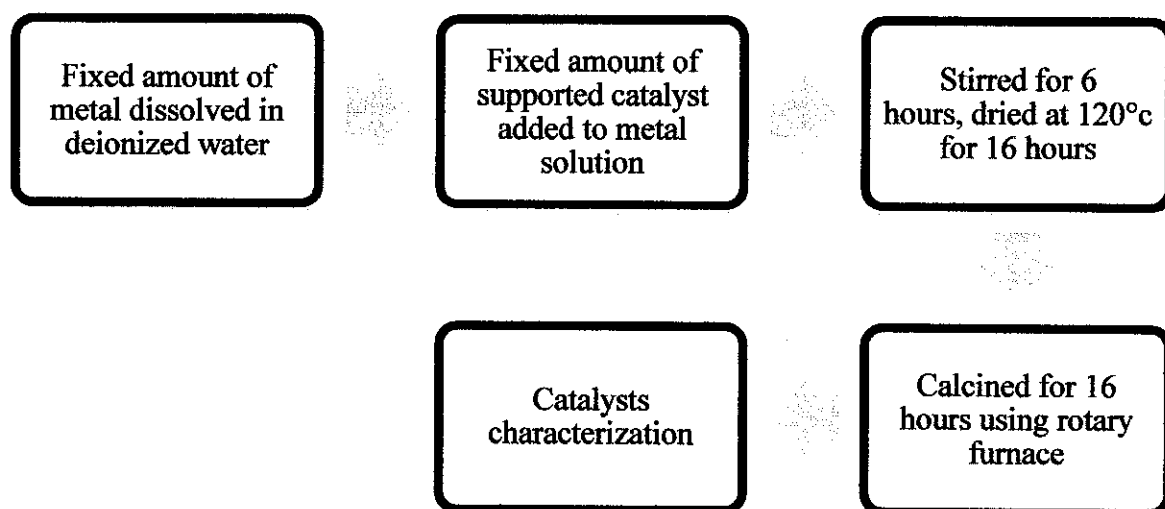 Fixed amount of
metal dissolved in
deionized water
Fixed amount of
supported catalyst
added to metal
solution
Stirred for 6
hours, dried at 120°c
for 16 hours
Calcined for 16
hours using rotary
furnace
Catalysts
characterization